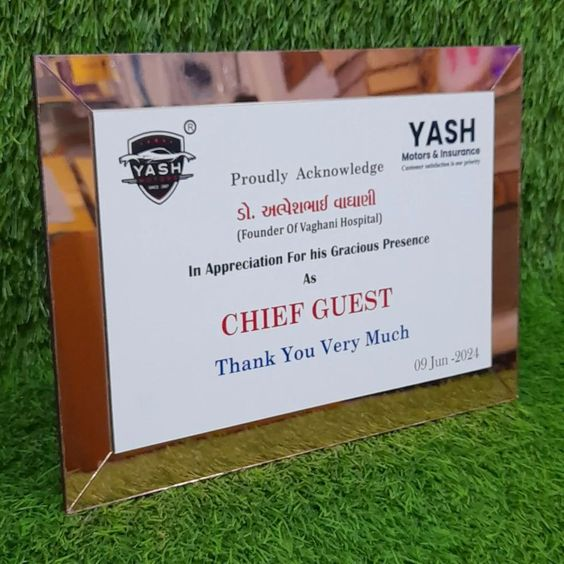 YASH
SINCE 2007
®
YASH
Motors & Insurance
Customer satisfaction is our priority
Proudly Acknowledge
ડો. અલ્પેશભાઈ વાઘાણી
(Founder Of Vaghani Hospital)
In Appreciation For his Gracious Presence
As
CHIEF GUEST
Thank You Very Much
09 Jun -2024